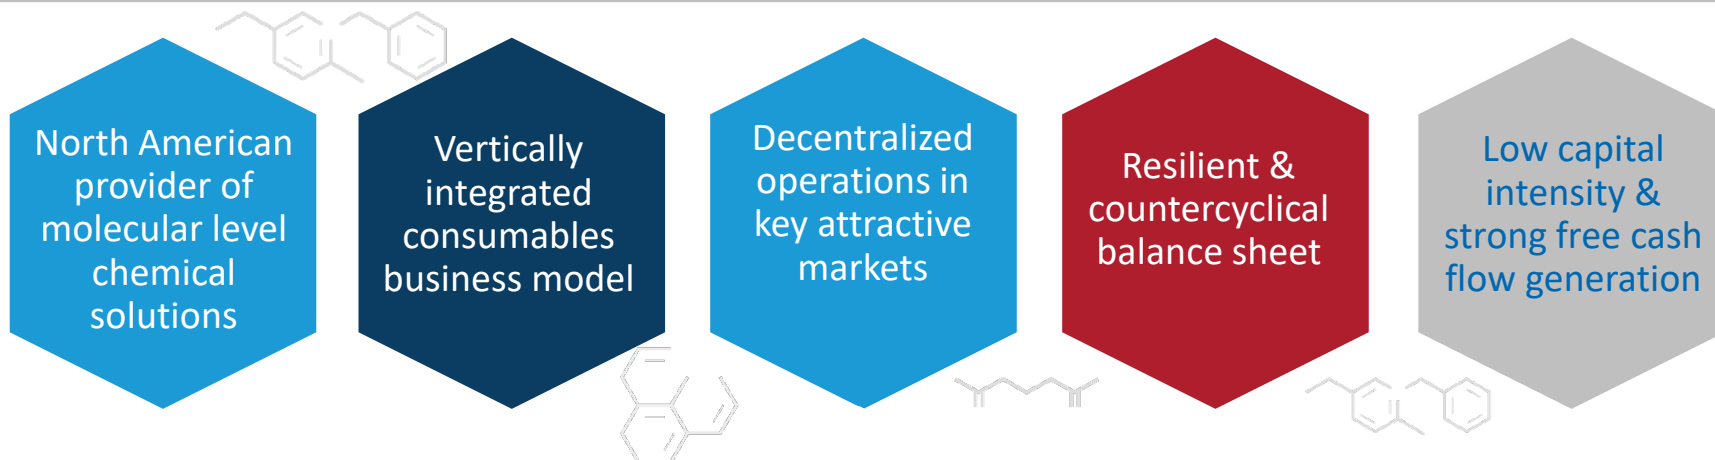 North American
provider of
molecular level
chemical
solutions
Vertically
integrated
consumables
business model
Decentralized
operations in
key attractive
markets
Resilient &
countercyclical
balance sheet
Low capital
intensity &
strong free cash
flow generation